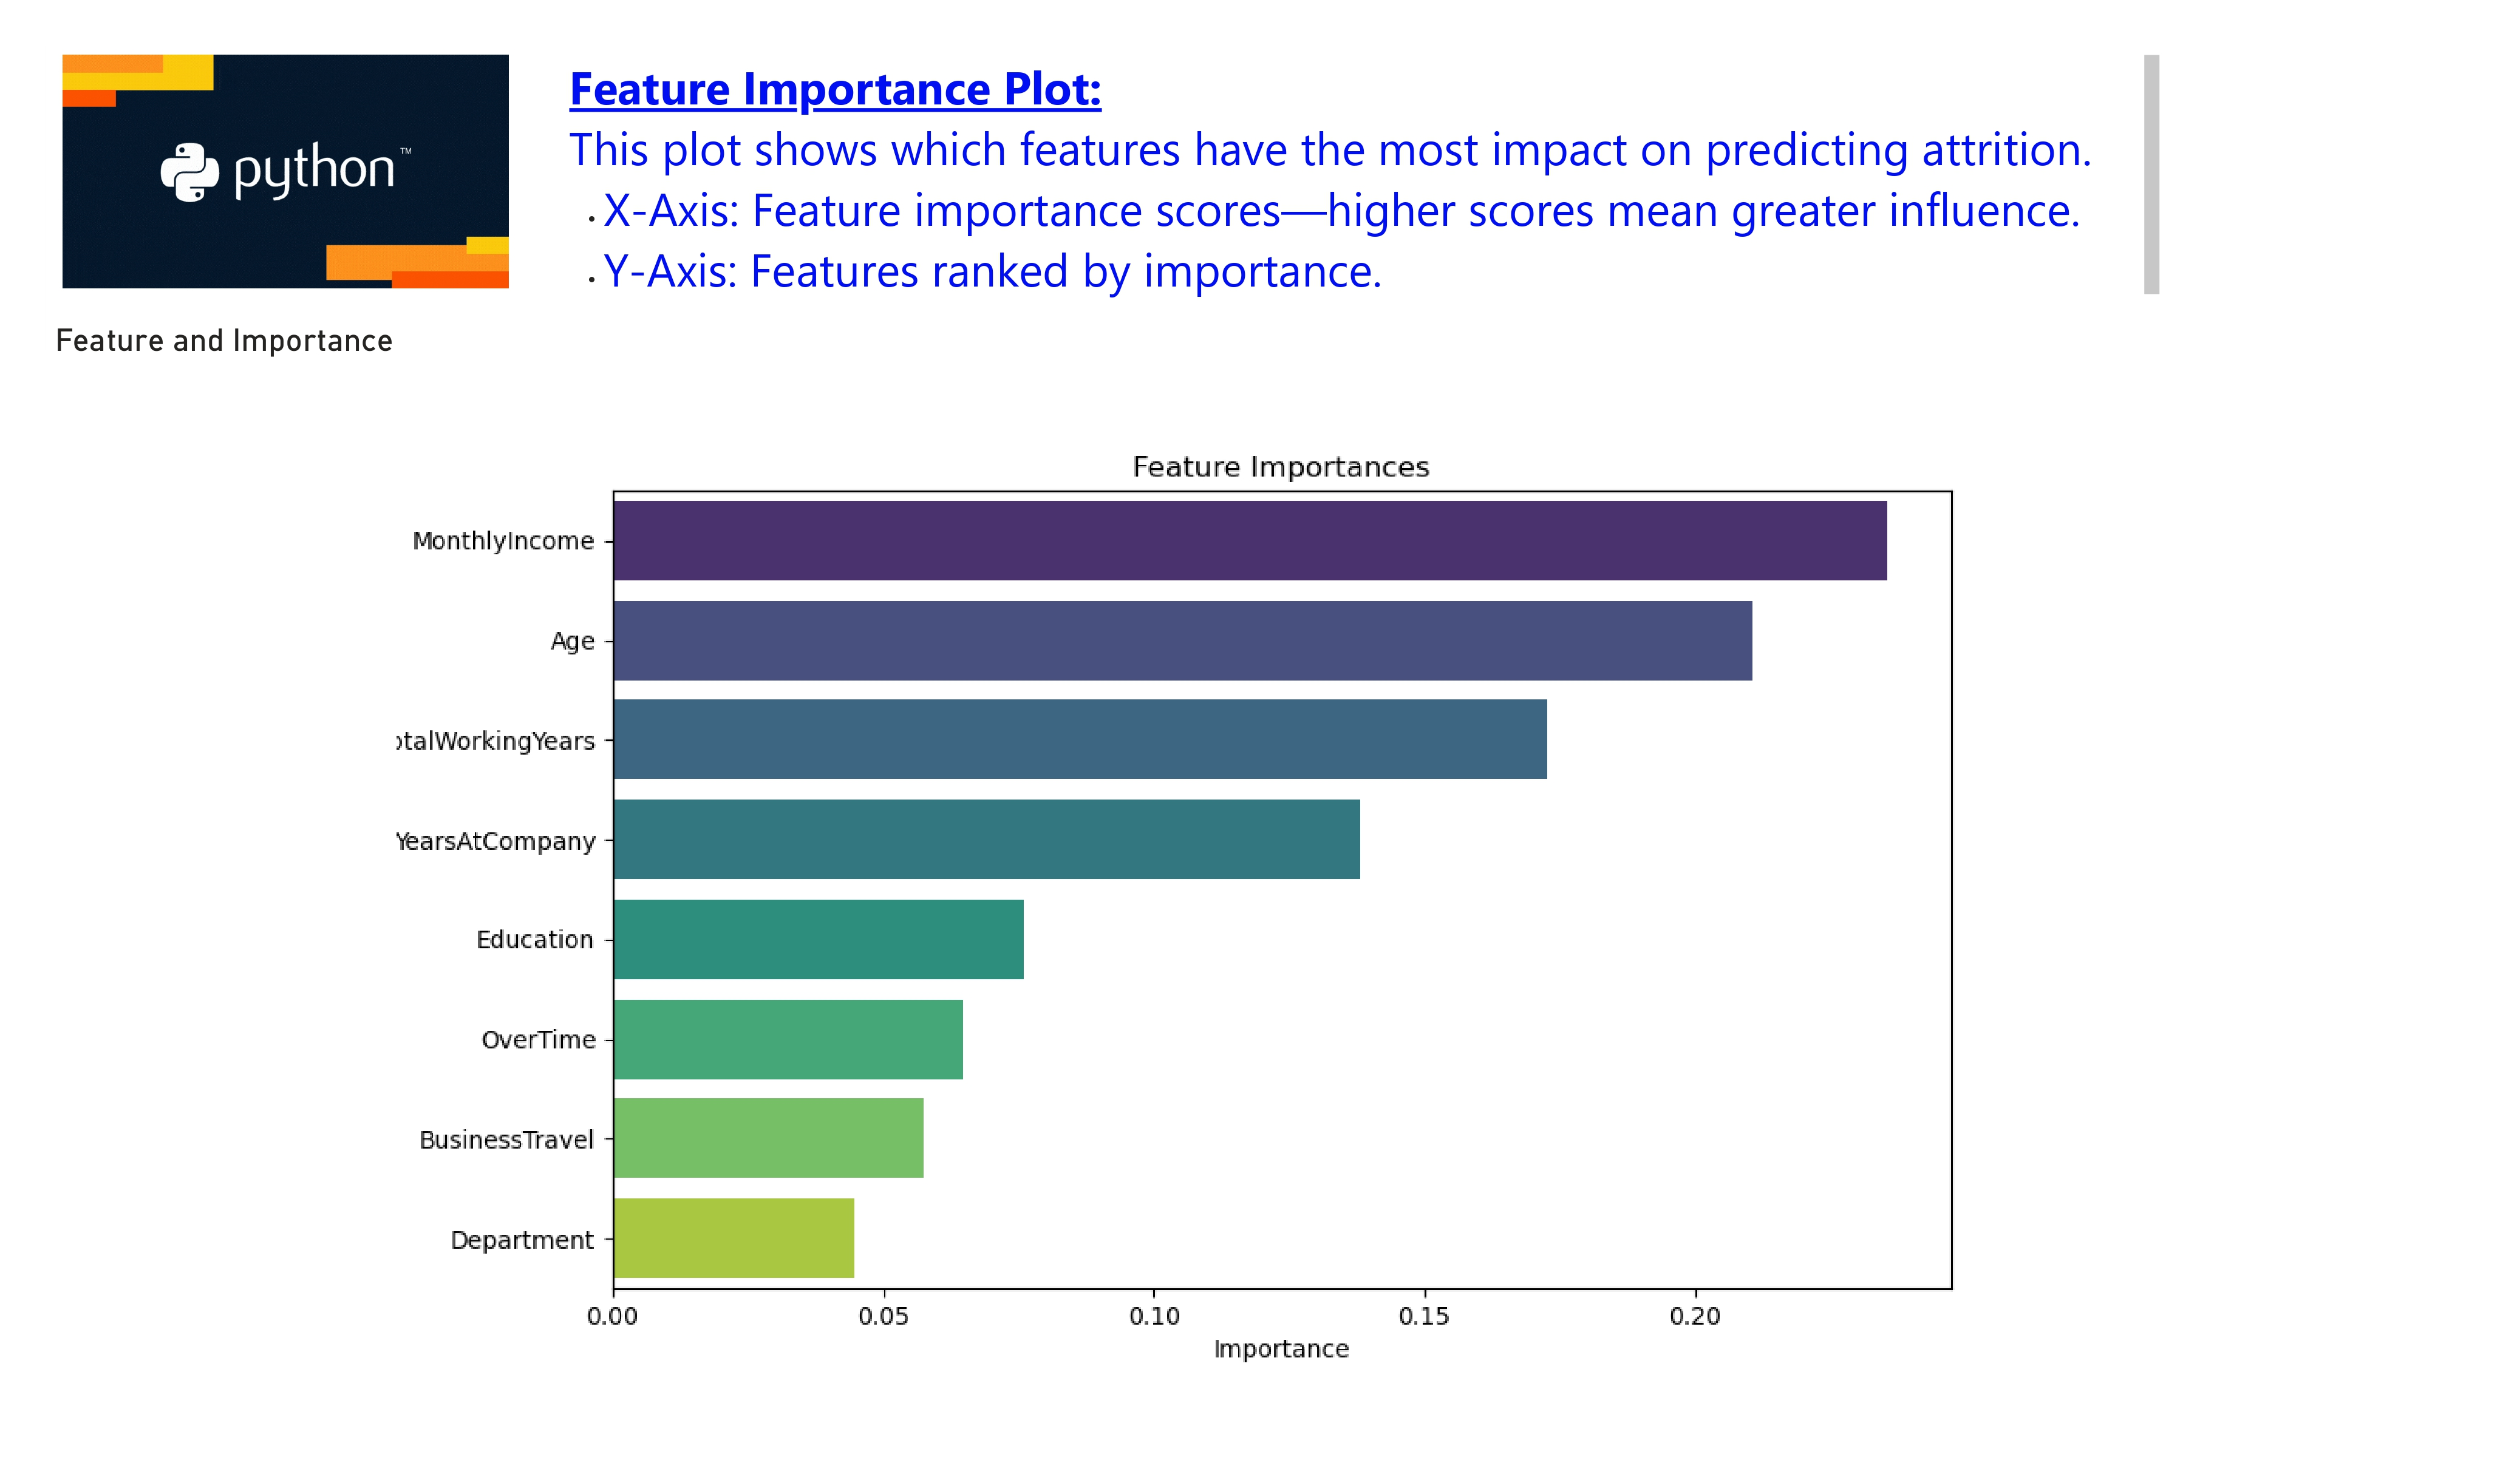 python™
Feature Importance Plot:
This plot shows which features have the most impact on predicting attrition.
• X-Axis: Feature importance scores—higher scores mean greater influence.
• Y-Axis: Features ranked by importance.
Feature and Importance
Feature Importances
MonthlyIncome
Age
otalWorkingYears
YearsAtCompany
Education
OverTime
BusinessTravel
Department
0.00 0.05 0.10 0.15 0.20
Importance